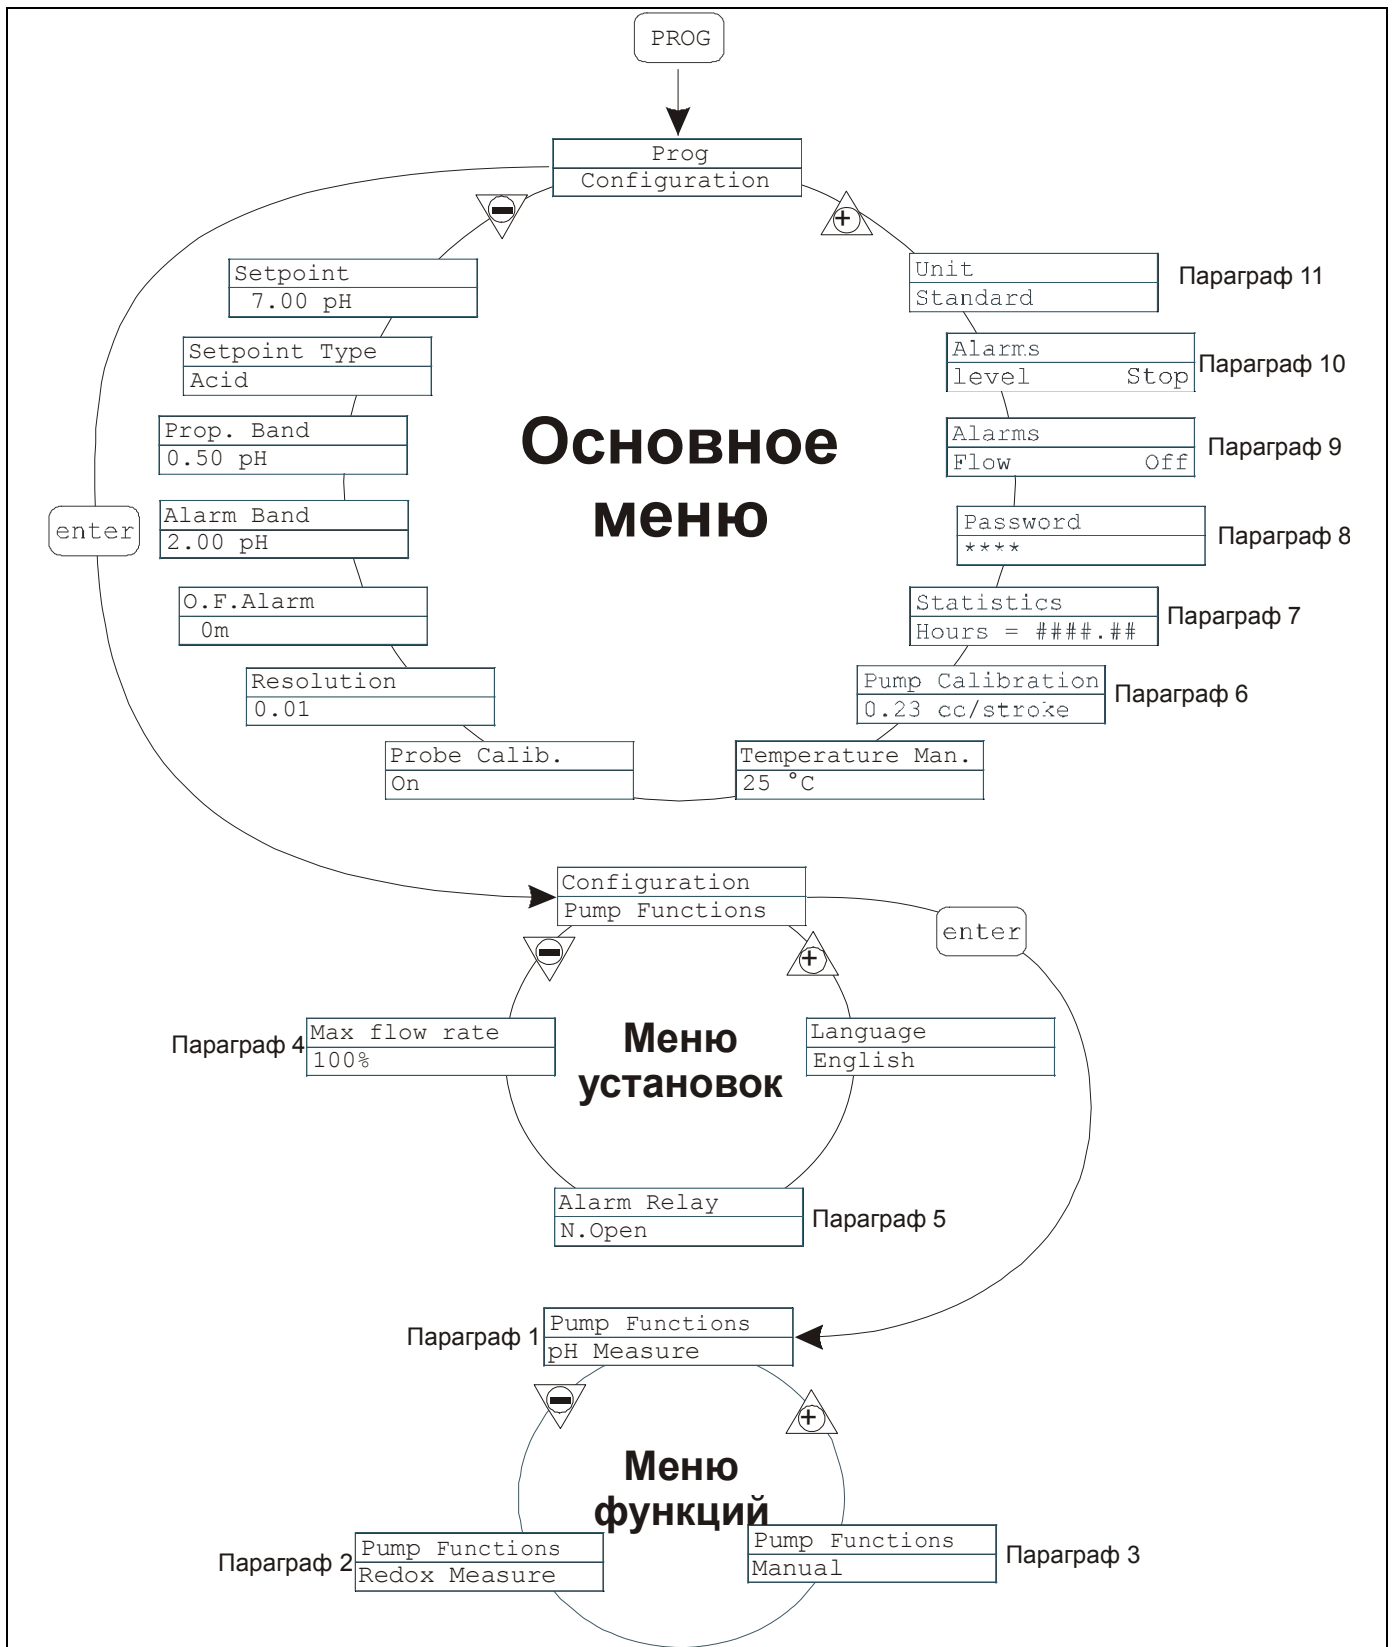 PROG
Prog
Configuration
Setpoint
7.00 pH
Setpoint Type
Acid
Prop. Band
0.50 pH
Alarm Band
2.00 pH
O.F.Alarm
0m
Resolution
0.01
Probe Calib.
On
enter
Основное
меню
Unit
Standard
Параграф 11
Alarms
level Stop
Параграф 10
Alarms
Flow Off
Параграф 9
Password
****
Параграф 8
Statistics
Hours = ####.##
Параграф 7
Pump Calibration
0.23 cc/stroke
Параграф 6
Temperature Man.
25 °C
Configuration
Pump Functions
enter
Параграф 4
Max flow rate
100%
Меню
установок
Language
English
Alarm Relay
N.Open
Параграф 5
Параграф 1
Pump Functions
pH Measure
Меню
функций
Параграф 2
Pump Functions
Redox Measure
Pump Functions
Manual
Параграф 3